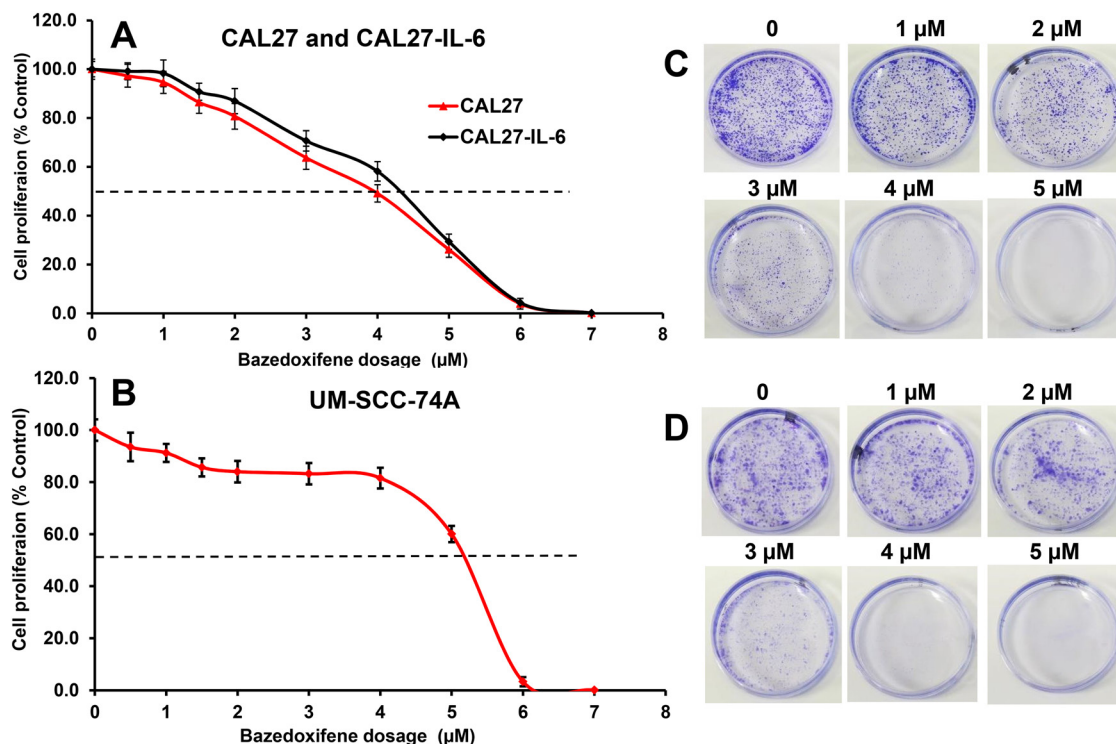 A
CAL27 and CAL27-IL-6
CAL27
CAL27-IL-6
Cell proliferaion (% Control)
120.0
100.0
80.0
60.0
40.0
20.0
0.0
0 1 2 3 4 5 6 7 8
Bazedoxifene dosage (µM)
B
UM-SCC-74A
Cell proliferaion (% Control)
120.0
100.0
80.0
60.0
40.0
20.0
0.0
0 1 2 3 4 5 6 7 8
Bazedoxifene dosage (µM)
C
0 1 µM 2 µM
3 µM 4 µM 5 µM
D
0 1 µM 2 µM
3 µM 4 µM 5 µM